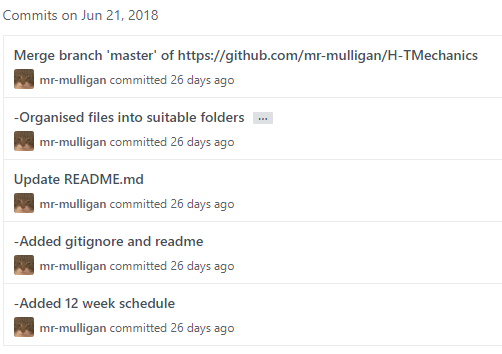 Commits on Jun 21, 2018
Merge branch 'master' of https://github.com/mr-mulligan/H-TMechanics
mr-mulligan committed 26 days ago
-Organised files into suitable folders ...
mr-mulligan committed 26 days ago
Update README.md
mr-mulligan committed 26 days ago
-Added gitignore and readme
mr-mulligan committed 26 days ago
-Added 12 week schedule
mr-mulligan committed 26 days ago